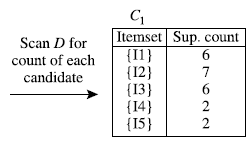 C1
Scan D for
count of each
candidate
Itemset Sup. count
{I1} 6
{I2} 7
{I3} 6
{I4} 2
{I5} 2